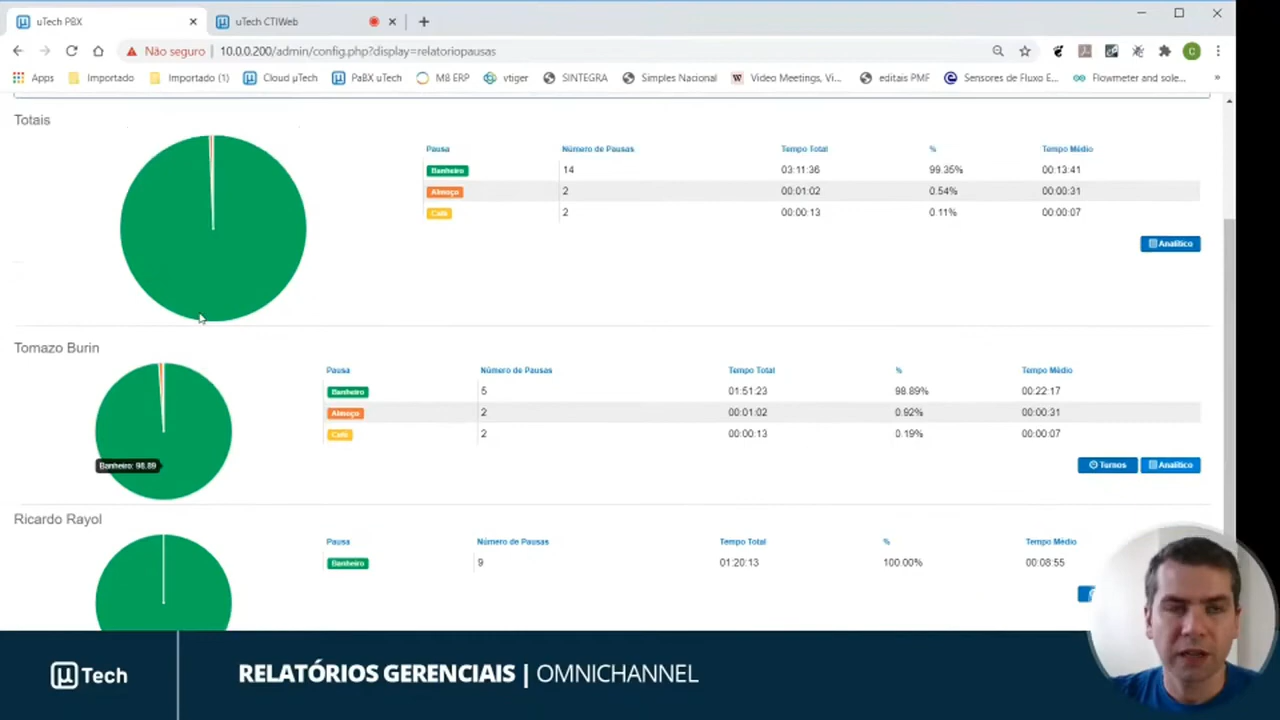 uTech PBX
uTech CTIWeb
Não seguro
10.0.0.200/admin/config.php?display=relatoriopausas
Apps
Importado
Importado (1)
Cloud µTech
PaBX uTech
M8 ERP
vtiger
SINTEGRA
Simples Nacional
Video Meetings, Vi...
editais PMF
Sensores de Fluxo E...
Flowmeter and sole...
»
Totais
Pausa Número de Pausas Tempo Total % Tempo Médio
Banheiro 14 03:11:36 99.35% 00:13:41
Almoço 2 00:01:02 0.54% 00:00:31
Café 2 00:00:13 0.11% 00:00:07
Analítico
Tomazo Burin
Pausa Número de Pausas Tempo Total % Tempo Médio
Banheiro 5 01:51:23 98.89% 00:22:17
Almoço 2 00:01:02 0.92% 00:00:31
Café 2 00:00:13 0.19% 00:00:07
Banheiro: 98.89
Turnos Analítico
Ricardo Rayol
Pausa Número de Pausas Tempo Total % Tempo Médio
Banheiro 9 01:20:13 100.00% 00:08:55
µTech
RELATÓRIOS GERENCIAIS | OMNICHANNEL